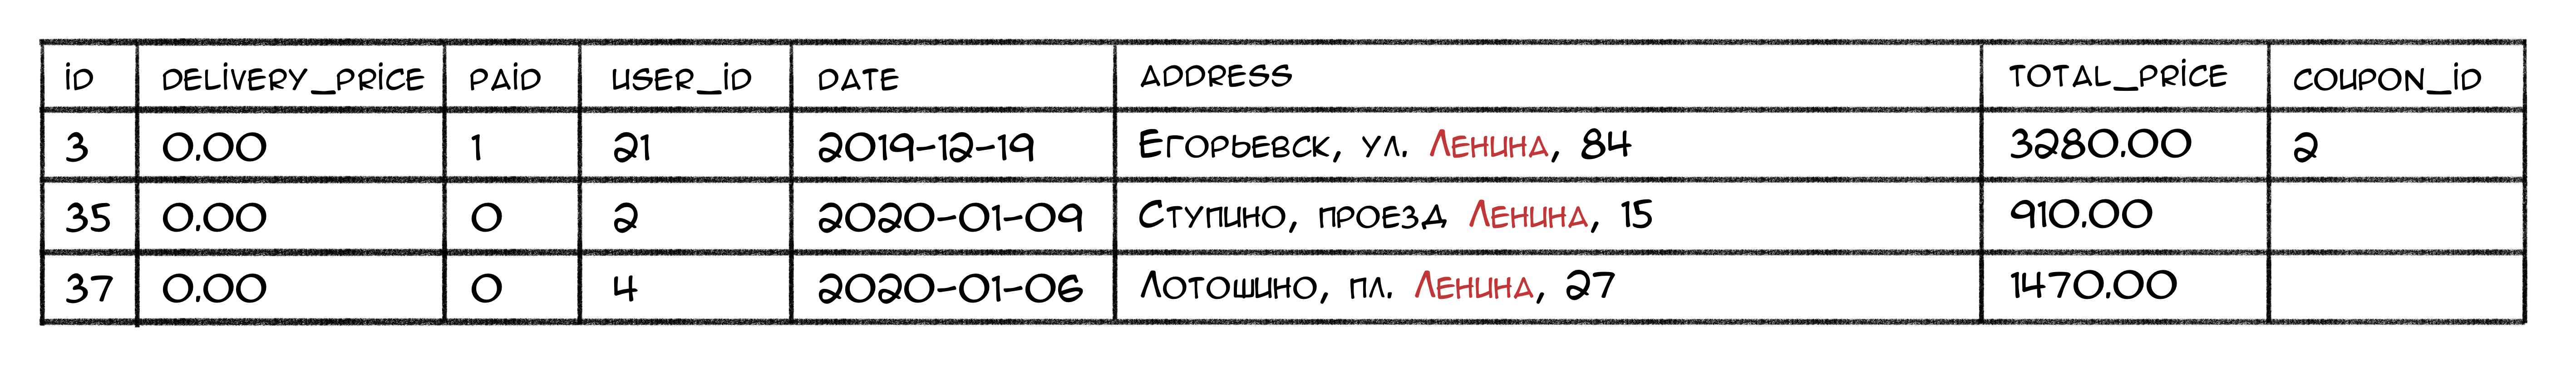 id delivery_price paid user_id date address total_price coupon_id
3 0.00 1 21 2019-12-19 Егорьевск, ул. Ленина, 84 3280.00 2
35 0.00 0 2 2020-01-09 Ступино, проезд Ленина, 15 910.00
37 0.00 0 4 2020-01-06 Лотошино, пл. Ленина, 27 1470.00